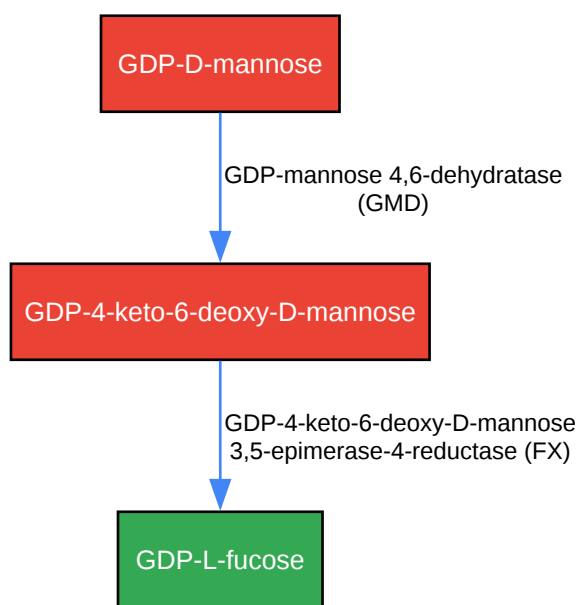 GDP-D-mannose
GDP-mannose 4,6-dehydratase
(GMD)
GDP-4-keto-6-deoxy-D-mannose
GDP-4-keto-6-deoxy-D-mannose
3,5-epimerase-4-reductase (FX)
GDP-L-fucose